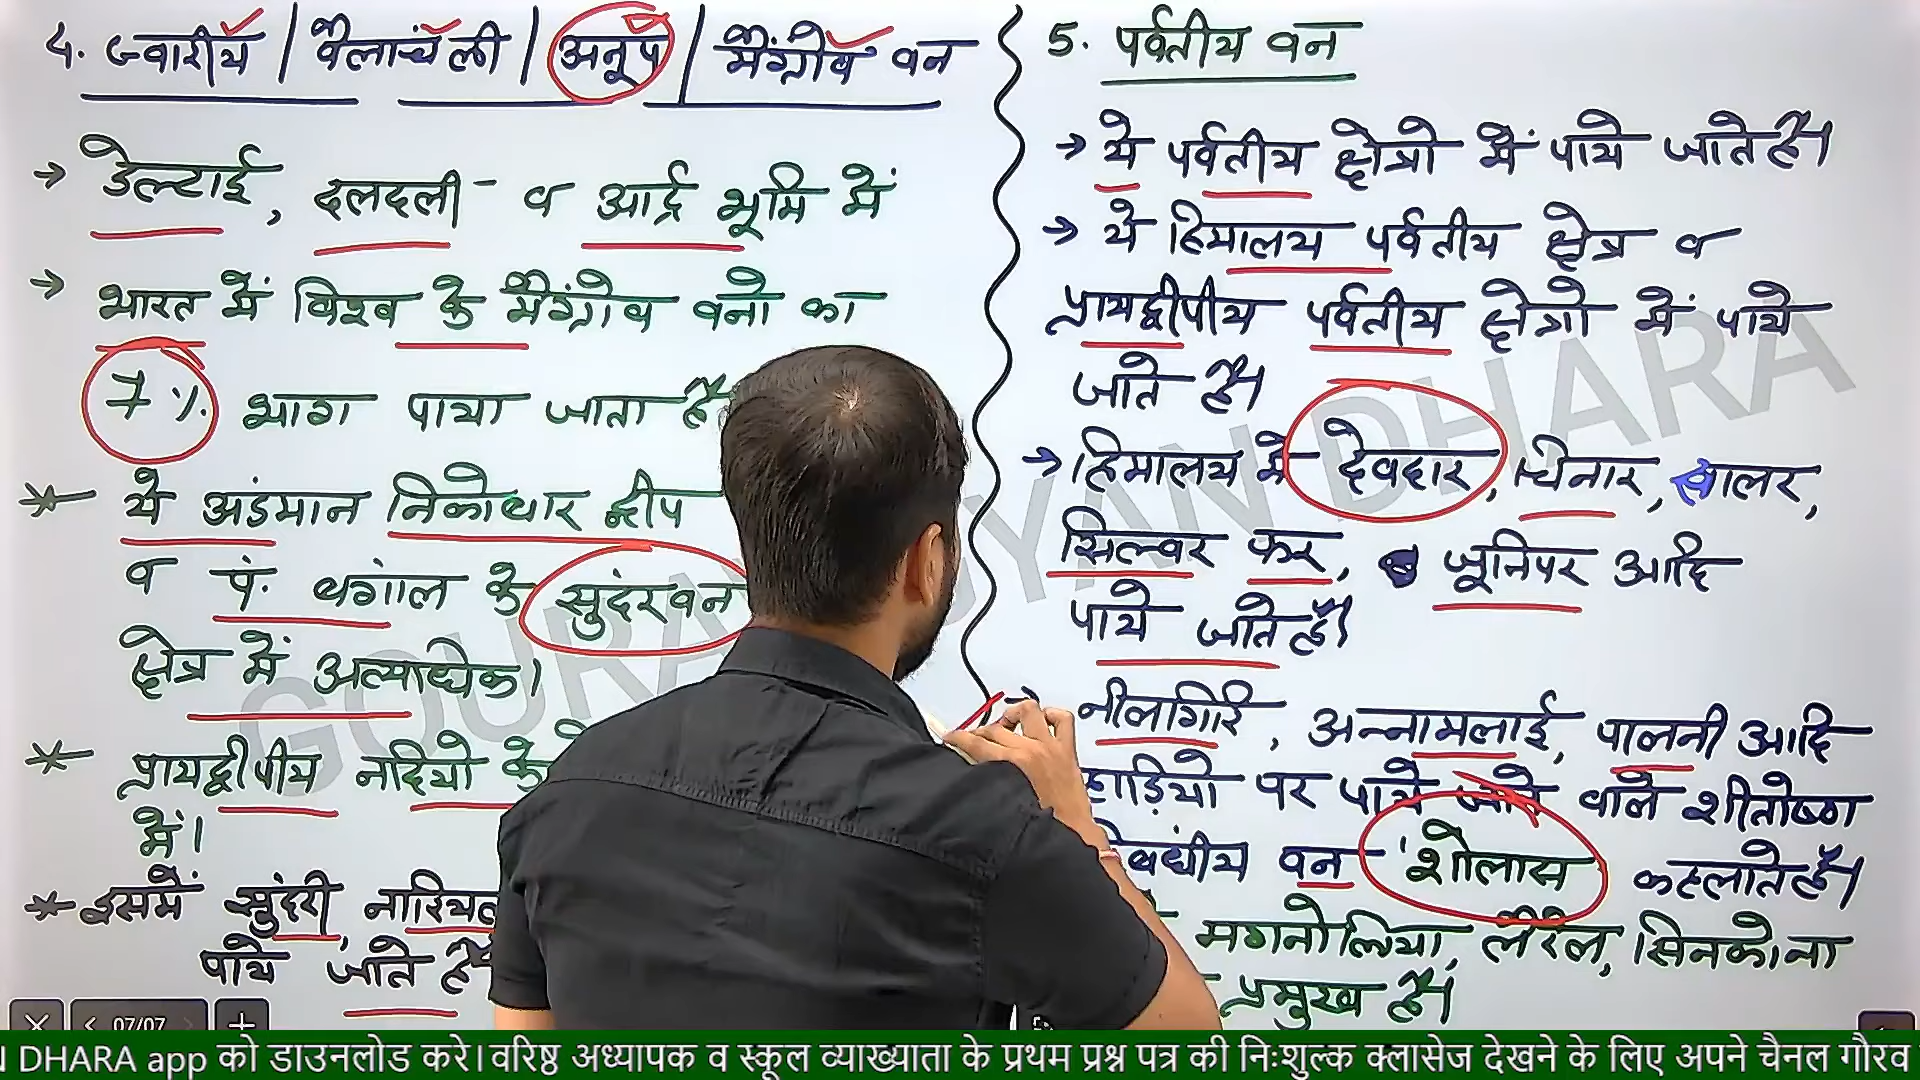 4. ज्वारीय / वेलांचली / अनूप / मैंग्रोव वन
→ डेल्टाई, दलदली व आर्द्र भूमि में
→ भारत में विश्व के मैंग्रोव वनो का
7% भाग पाया जाता है
* ये अंडमान निकोबार द्वीप
व पं. बंगाल के सुंदरवन
क्षेत्र में अत्याधिक।
* प्रायद्वीपीय नदियो के
में।
* इसमें सुंदरी, नारियल
पाये जाते है
5. पर्वतीय वन
→ ये पर्वतीय क्षेत्रो में पाये जाते है।
→ ये हिमालय पर्वतीय क्षेत्र व
प्रायद्वीपीय पर्वतीय क्षेत्रो में पाये
जाते है।
→ हिमालय में देवदार, चिनार, सालर,
सिल्वर फर, जूनिपर आदि
पाये जाते है।
नीलगिरि, अन्नामलाई, पालनी आदि
पर पाये जाने वाले शीतोष्ण
वन 'शोलास कहलाते है।
मगनोलिया, लॉरेल, सिनकोना
प्रमुख है।
GOURAV GYAN DHARA
07/07
DHARA app को डाउनलोड करे। वरिष्ठ अध्यापक व स्कूल व्याख्याता के प्रथम प्रश्न पत्र की निःशुल्क क्लासेज देखने के लिए अपने चैनल गौरव